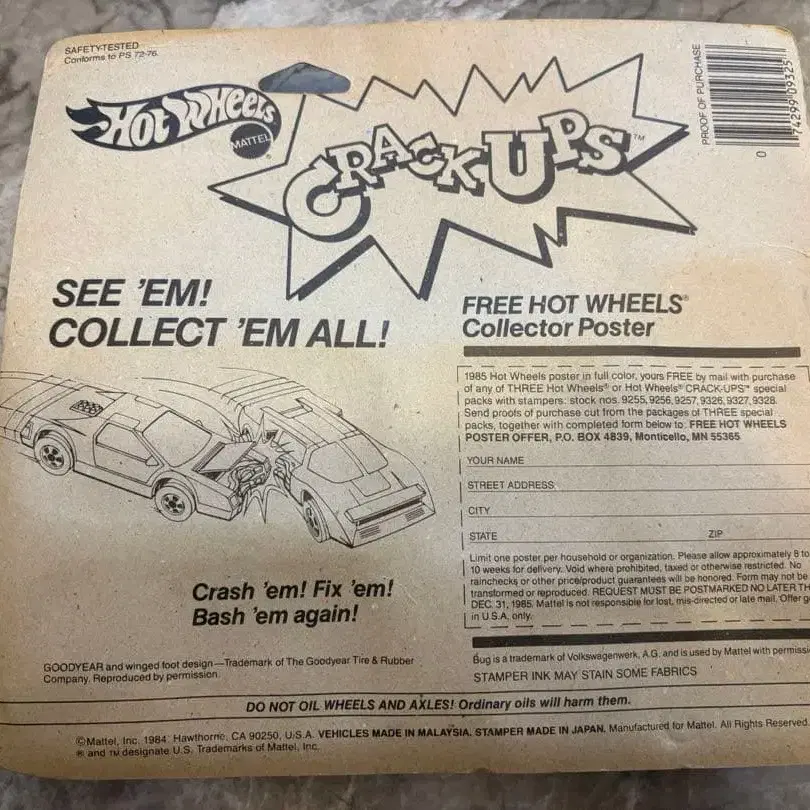 SAFETY-TESTED
Conforms to PS 72-76.
Hot Wheels
MATTEL
®
CRACK-UPS™
PROOF OF PURCHASE
0
74299 09325
SEE 'EM!
COLLECT 'EM ALL!
Crash 'em! Fix 'em!
Bash 'em again!
FREE HOT WHEELS®
Collector Poster
1985 Hot Wheels poster in full color, yours FREE by mail with purchase
of any of THREE Hot Wheels® or Hot Wheels® CRACK-UPS™ special
packs with stampers: stock nos. 9255, 9256, 9257, 9326, 9327, 9328.
Send proofs of purchase cut from the packages of THREE special
packs, together with completed form below to: FREE HOT WHEELS
POSTER OFFER, P.O. BOX 4839, Monticello, MN 55365
YOUR NAME
STREET ADDRESS
CITY
STATE ZIP
Limit one poster per household or organization. Please allow approximately 8 to
10 weeks for delivery. Void where prohibited, taxed or otherwise restricted. No
rainchecks or other price/product guarantees will be honored. Form may not be
transformed or reproduced. REQUEST MUST BE POSTMARKED NO LATER TH
DEC. 31, 1985. Mattel is not responsible for lost, mis-directed or late mail. Offer g
in U.S.A. only.
Bug is a trademark of Volkswagenwerk, A.G. and is used by Mattel with permissi
STAMPER INK MAY STAIN SOME FABRICS
GOODYEAR and winged foot design—Trademark of The Goodyear Tire & Rubber
Company. Reproduced by permission.
DO NOT OIL WHEELS AND AXLES! Ordinary oils will harm them.
©Mattel, Inc. 1984. Hawthorne, CA 90250, U.S.A. VEHICLES MADE IN MALAYSIA. STAMPER MADE IN JAPAN. Manufactured for Mattel. All Rights Reserved.
® and TM designate U.S. Trademarks of Mattel, Inc.